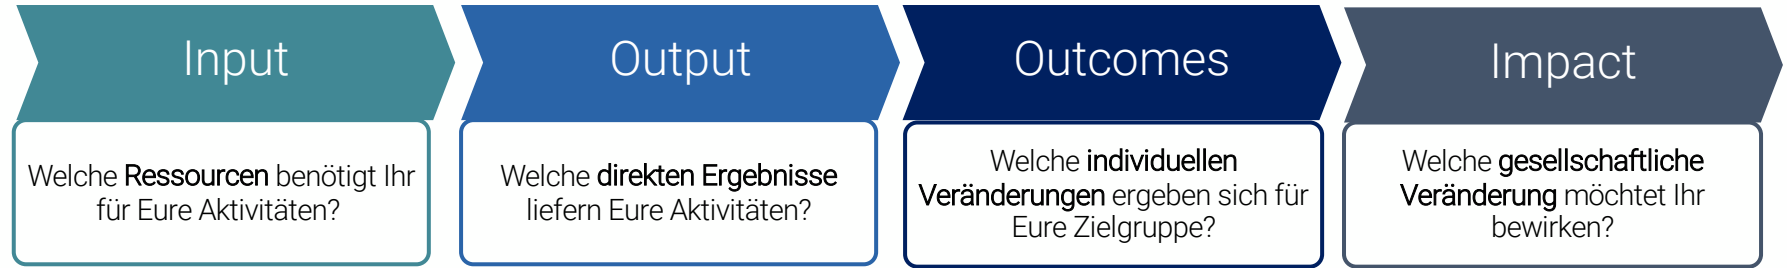 Input
Welche Ressourcen benötigt Ihr
für Eure Aktivitäten?
Output
Welche direkten Ergebnisse
liefern Eure Aktivitäten?
Outcomes
Welche individuellen
Veränderungen ergeben sich für
Eure Zielgruppe?
Impact
Welche gesellschaftliche
Veränderung möchtet Ihr
bewirken?